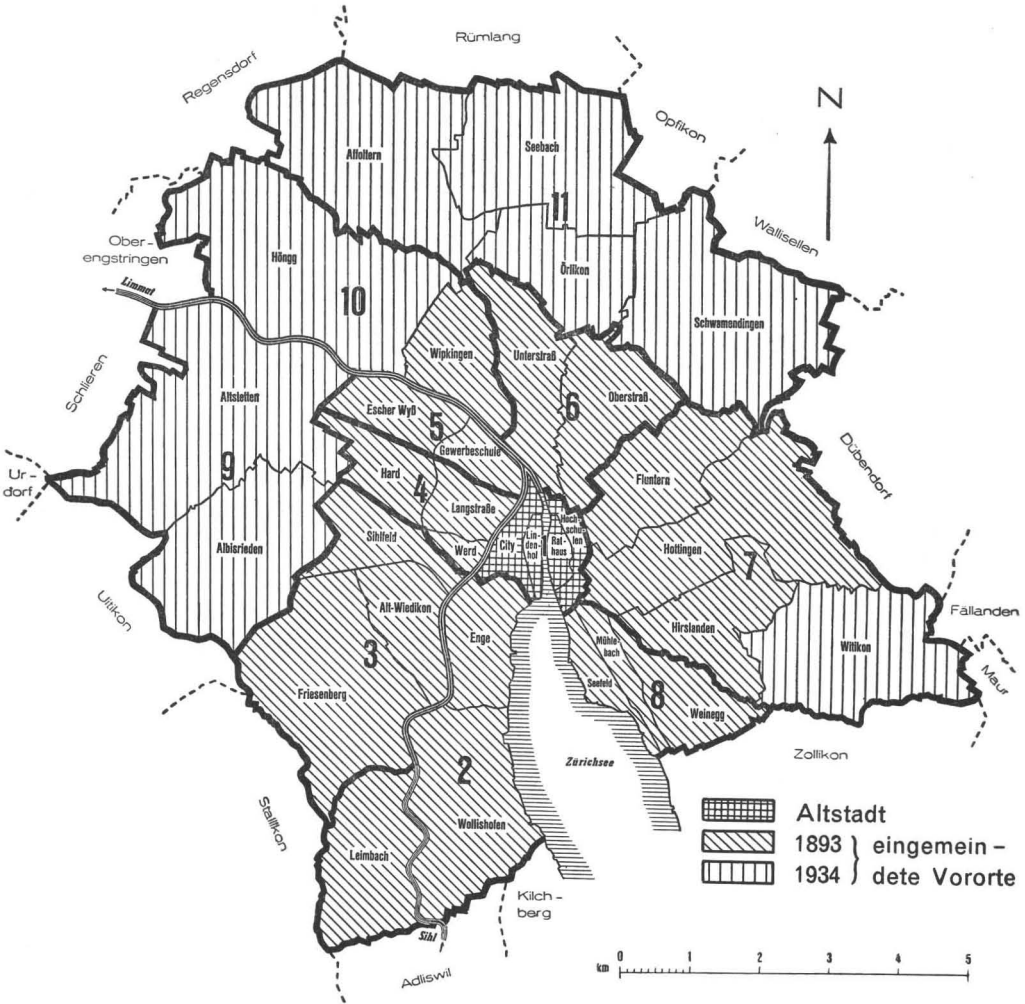 Rümlang
Regensdorf
N
Opfikon
Affoltern
Seebach
11
Wallisellen
Ober-
engstringen
Höngg
Örlikon
Limmat
10
Schwamendingen
Wipkingen
Unterstraß
Schlieren
Altstetten
Oberstraß
6
Escher Wyß
5
Gewerbeschule
Dübendorf
Ur-
dorf
9
Hard
4
Fluntern
Langstraße
Hoch-
schu-
len
Sihlfeld
City
Lin-
den-
hof
1
Rat-
haus
Werd
Hottingen
7
Albisrieden
Uitikon
Alt-Wiedikon
Fällanden
Enge
Mühle-
bach
Hirslanden
Witikon
3
Maur
Friesenberg
Seefeld
8
Weinegg
Zollikon
2
Zürichsee
Stallikon
Wollishofen
Leimbach
Altstadt
1893 } eingemein-
1934 } dete Vororte
Kilch-
berg
Sihl
Adliswil
km
0 1 2 3 4 5